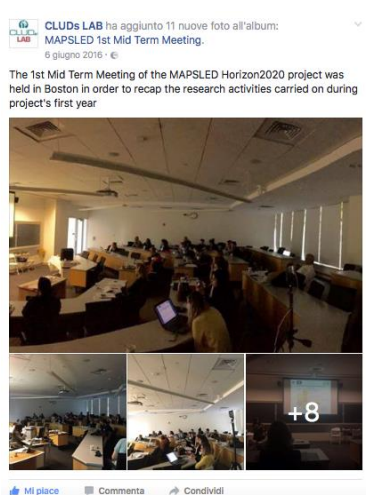 CLUDs LAB ha aggiunto 11 nuove foto all'album:
MAPSLED 1st Mid Term Meeting.
6 giugno 2016 ·
The 1st Mid Term Meeting of the MAPSLED Horizon2020 project was
held in Boston in order to recap the research activities carried on during
project's first year
+8
Mi piace Commenta Condividi